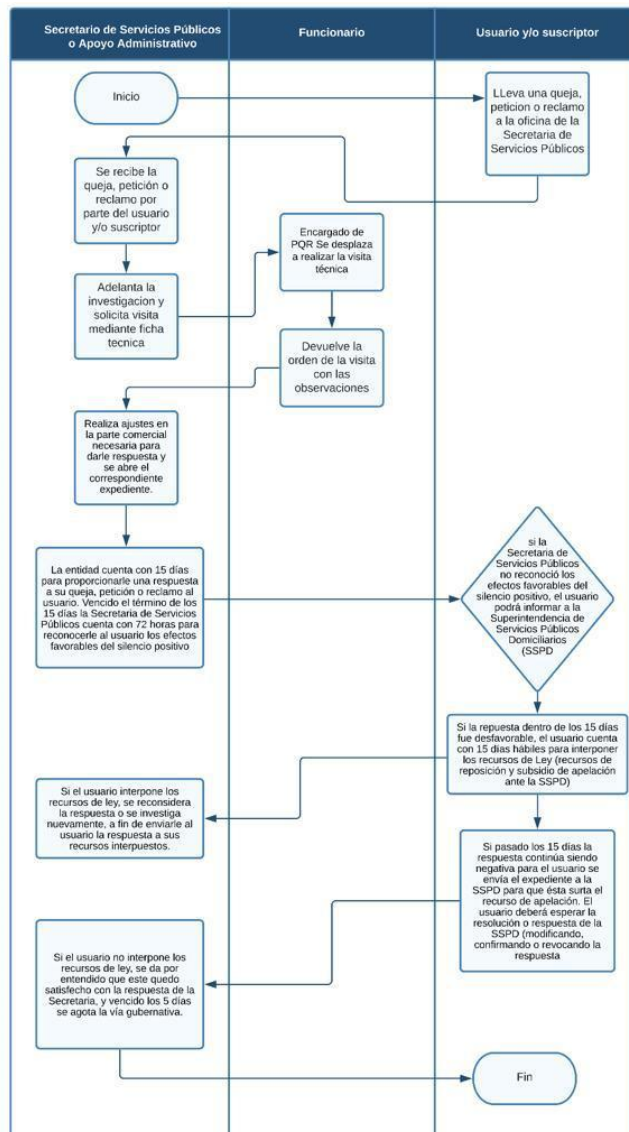 Secretario de Servicios Públicos
o Apoyo Administrativo
Funcionario
Usuario y/o suscriptor
Inicio
LLeva una queja,
peticion o reclamo
a la oficina de la
Secretaria de
Servicios Públicos
Se recibe la
queja, petición o
reclamo por
parte del usuario
y/o suscriptor
Encargado de
PQR Se desplaza
a realizar la visita
técnica
Adelanta la
investigacion y
solicita visita
mediante ficha
tecnica
Devuelve la
orden de la visita
con las
observaciones
Realiza ajustes en
la parte comercial
necesaria para
darle respuesta y
se abre el
correspondiente
expediente.
La entidad cuenta con 15 días
para proporcionarle una respuesta
a su queja, petición o reclamo al
usuario. Vencido el término de los
15 días la Secretaria de Servicios
Públicos cuenta con 72 horas para
reconocerle al usuario los efectos
favorables del silencio positivo
si la
Secretaria de
Servicios Públicos
no reconoció los
efectos favorables del
silencio positivo, el usuario
podrá informar a la
Superintendencia de
Servicios Públicos
Domiciliarios
(SSPD
Si la repuesta dentro de los 15 días
fue desfavorable, el usuario cuenta
con 15 días hábiles para interponer
los recursos de Ley (recursos de
reposición y subsidio de apelación
ante la SSPD)
Si el usuario interpone los
recursos de ley, se reconsidera
la respuesta o se investiga
nuevamente, a fin de enviarle al
usuario la respuesta a sus
recursos interpuestos.
Si pasado los 15 días la
respuesta continúa siendo
negativa para el usuario se
envía el expediente a la
SSPD para que ésta surta el
recurso de apelación. El
usuario deberá esperar la
resolución o respuesta de la
SSPD (modificando,
confirmando o revocando la
respuesta
Si el usuario no interpone los
recursos de ley, se da por
entendido que este quedo
satisfecho con la respuesta de la
Secretaria, y vencido los 5 días
se agota la vía gubernativa.
Fin